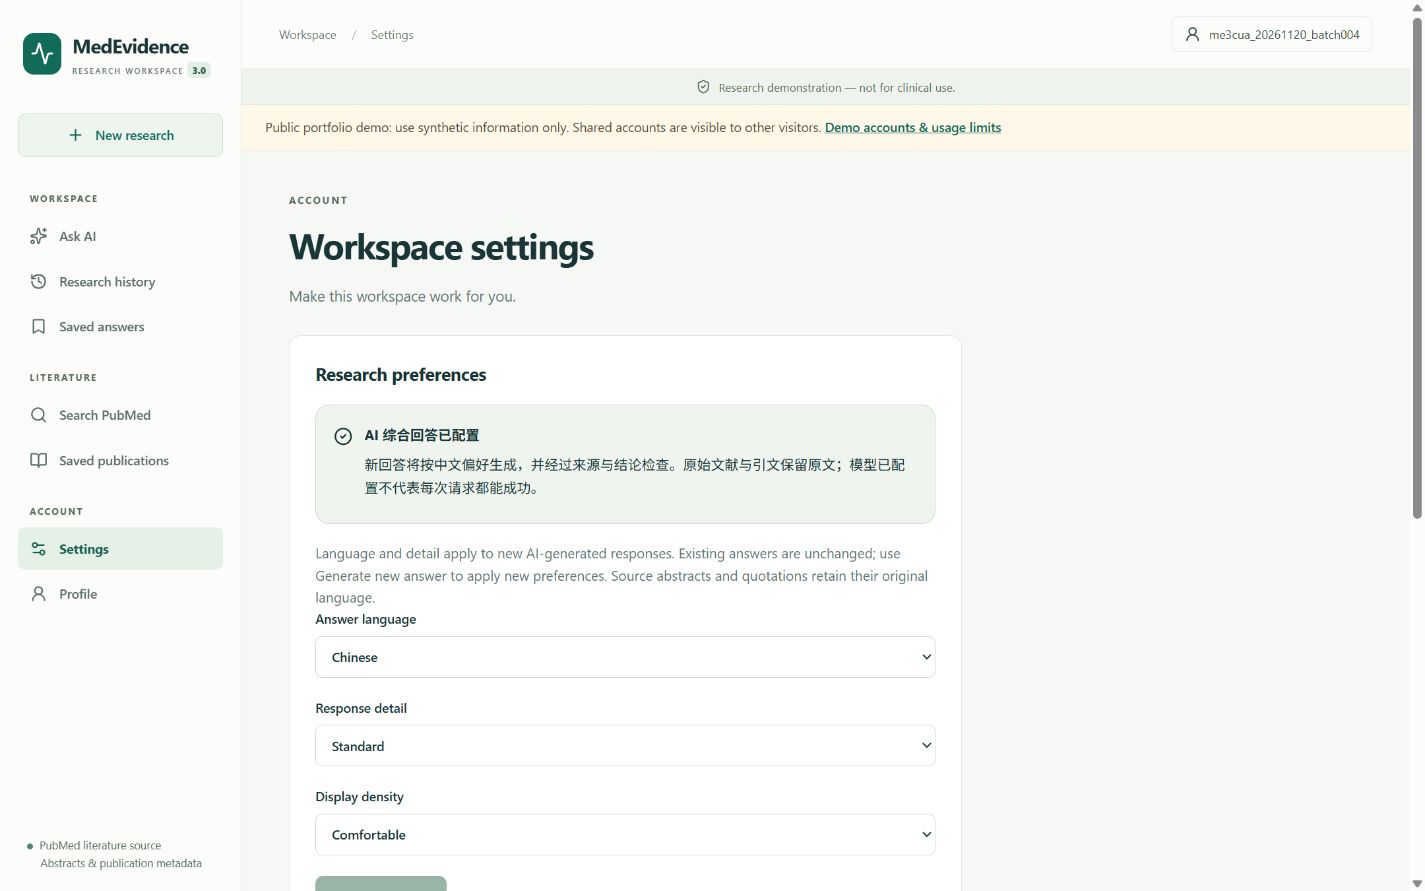 MedEvidence
RESEARCH WORKSPACE 3.0
New research
WORKSPACE
Ask AI
Research history
Saved answers
LITERATURE
Search PubMed
Saved publications
ACCOUNT
Settings
Profile
PubMed literature source
Abstracts & publication metadata
Workspace / Settings
me3cua_20261120_batch004
Research demonstration — not for clinical use.
Public portfolio demo: use synthetic information only. Shared accounts are visible to other visitors. Demo accounts & usage limits
ACCOUNT
Workspace settings
Make this workspace work for you.
Research preferences
AI 综合回答已配置
新回答将按中文偏好生成，并经过来源与结论检查。原始文献与引文保留原文；模型已配
置不代表每次请求都能成功。
Language and detail apply to new AI-generated responses. Existing answers are unchanged; use
Generate new answer to apply new preferences. Source abstracts and quotations retain their original
language.
Answer language
Chinese
Response detail
Standard
Display density
Comfortable